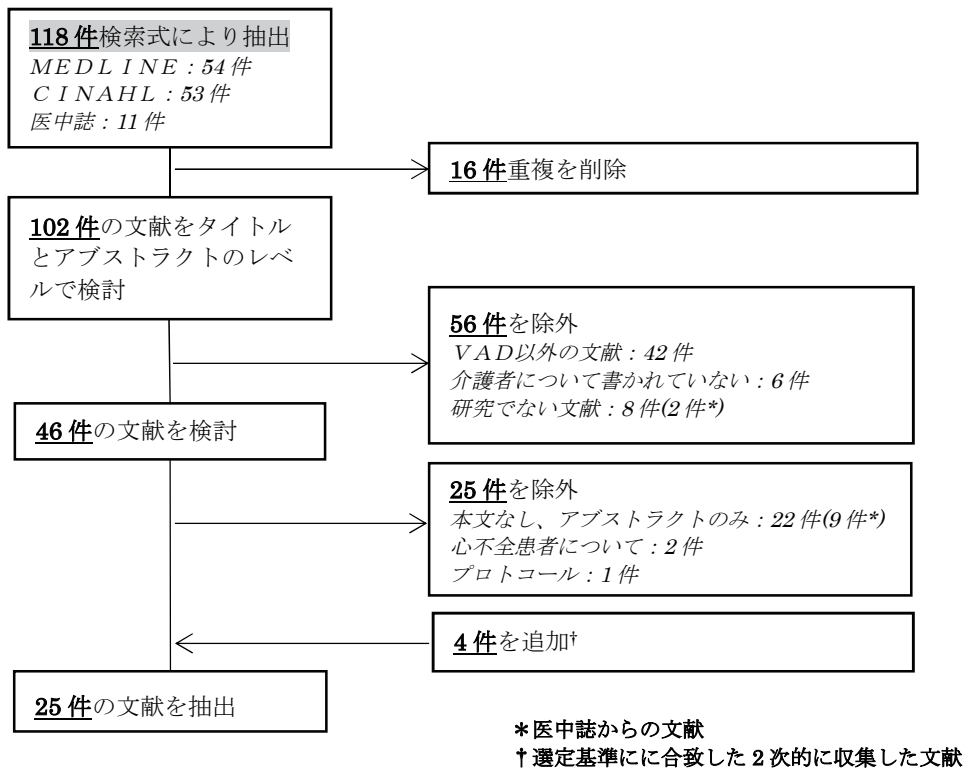 118件検索式により抽出
ＭＥＤＬＩＮＥ：54件
ＣＩＮＡＨＬ：53件
医中誌：11件
16件重複を削除
102件の文献をタイトル
とアブストラクトのレベ
ルで検討
56件を除外
ＶＡＤ以外の文献：42件
介護者について書かれていない：6件
研究でない文献：8件(2件*)
46件の文献を検討
25件を除外
本文なし、アブストラクトのみ：22件(9件*)
心不全患者について：2件
プロトコール：1件
4件を追加†
25件の文献を抽出
＊医中誌からの文献
†選定基準にに合致した2次的に収集した文献